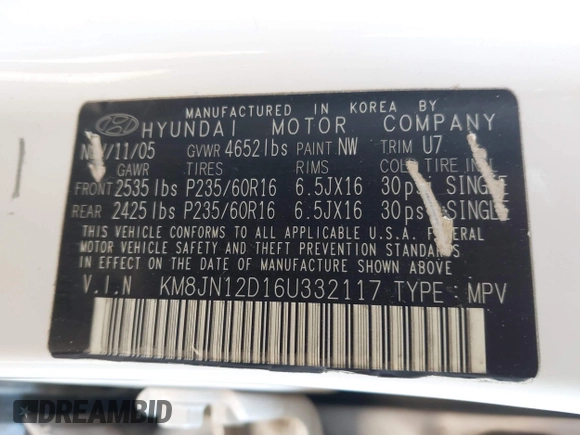 MANUFACTURED IN KOREA BY
HYUNDAI MOTOR COMPANY
/11/05 GVWR 4652lbs PAINT NW TRIM U7
GAWR TIRES RIMS COLD TIRE
FRONT 2535lbs P235/60R16 6.5JX16 30psi SINGLE
REAR 2425lbs P235/60R16 6.5JX16 30psi SINGLE
THIS VEHICLE CONFORMS TO ALL APPLICABLE U.S.A. FEDERAL
MOTOR VEHICLE SAFETY AND THEFT PREVENTION STANDARDS
IN EFFECT ON THE DATE OF MANUFACTURE SHOWN ABOVE.
V.I.N KM8JN12D16U332117 TYPE : MPV
DREAMBID